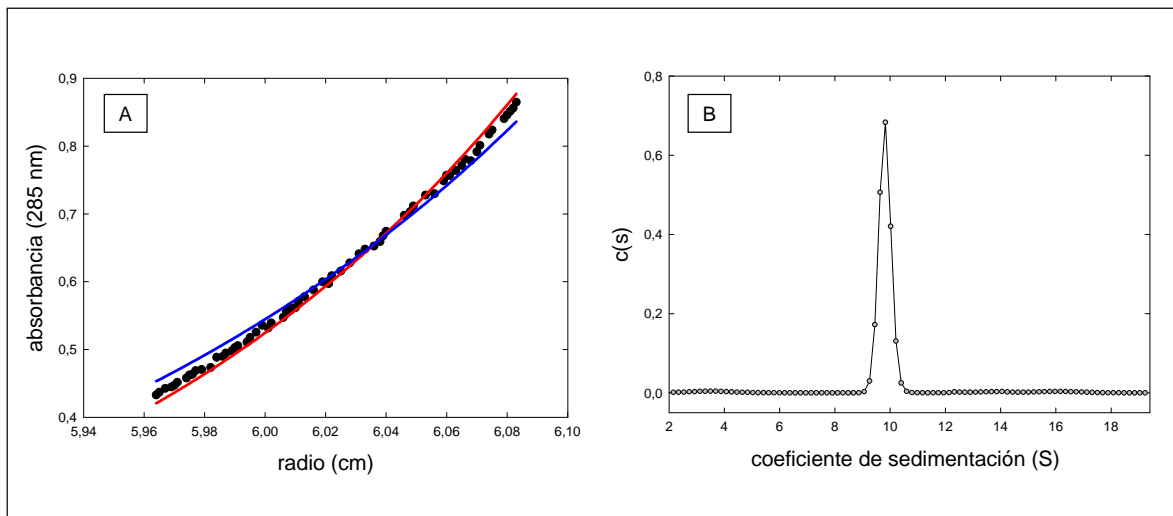 A
absorbancia (285 nm)
0,9
0,8
0,7
0,6
0,5
0,4
5,94 5,96 5,98 6,00 6,02 6,04 6,06 6,08 6,10
radio (cm)
B
c(s)
0,8
0,6
0,4
0,2
0,0
2 4 6 8 10 12 14 16 18
coeficiente de sedimentación (S)